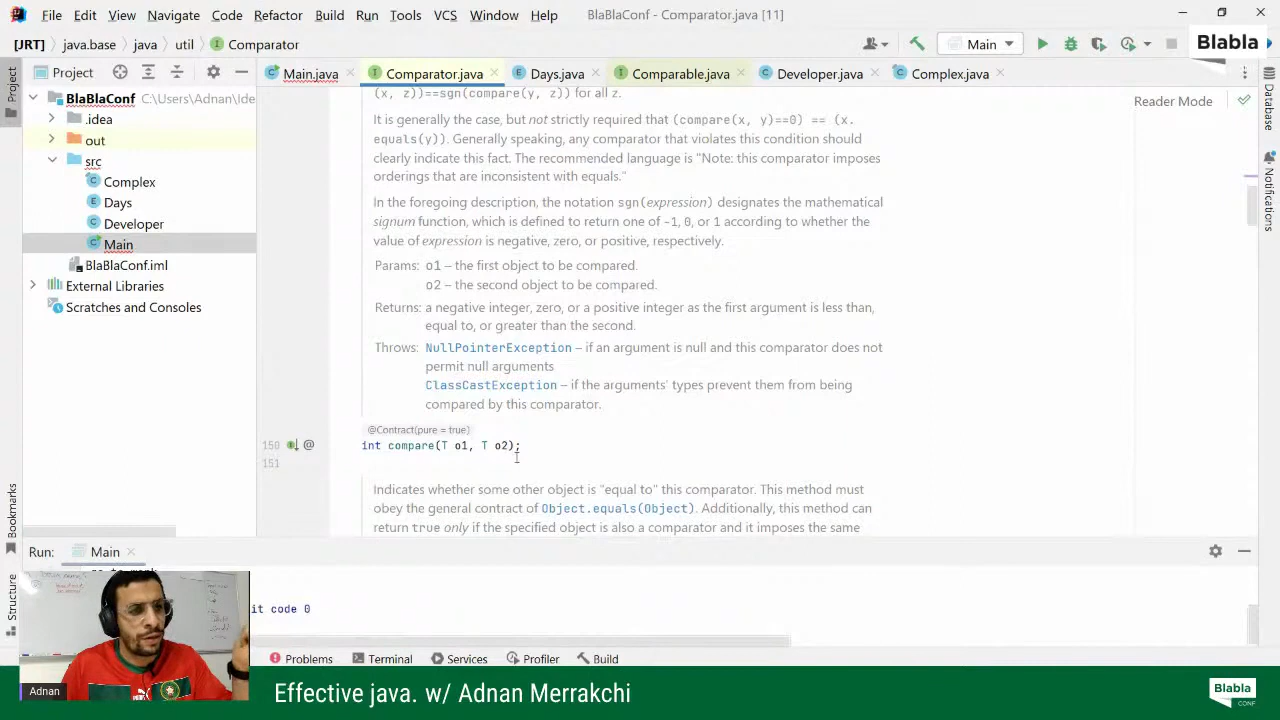 File Edit View Navigate Code Refactor Build Run Tools VCS Window Help BlaBlaConf - Comparator.java [11]
Blabla
[JRT] java.base java util Comparator Main
Project Main.java Comparator.java Days.java Comparable.java Developer.java Complex.java
Project
BlaBlaConf C:\Users\Adnan\Ide
.idea
out
src
Complex
Days
Developer
Main
BlaBlaConf.iml
External Libraries
Scratches and Consoles
Reader Mode
(x, z))==sgn(compare(y, z)) for all z.
It is generally the case, but not strictly required that (compare(x, y)==0) == (x.
equals(y)). Generally speaking, any comparator that violates this condition should
clearly indicate this fact. The recommended language is "Note: this comparator imposes
orderings that are inconsistent with equals."
In the foregoing description, the notation sgn(expression) designates the mathematical
signum function, which is defined to return one of -1, 0, or 1 according to whether the
value of expression is negative, zero, or positive, respectively.
Params: o1 – the first object to be compared.
o2 – the second object to be compared.
Returns: a negative integer, zero, or a positive integer as the first argument is less than,
equal to, or greater than the second.
Throws: NullPointerException – if an argument is null and this comparator does not
permit null arguments
ClassCastException – if the arguments' types prevent them from being
compared by this comparator.
@Contract(pure = true)
150 @ int compare(T o1, T o2);
151
Indicates whether some other object is "equal to" this comparator. This method must
obey the general contract of Object.equals(Object). Additionally, this method can
return true only if the specified object is also a comparator and it imposes the same
Database
Notifications
Bookmarks
Structure
Run: Main
it code 0
Problems Terminal Services Profiler Build
Adnan
Effective java. w/ Adnan Merrakchi
Blabla
CONF